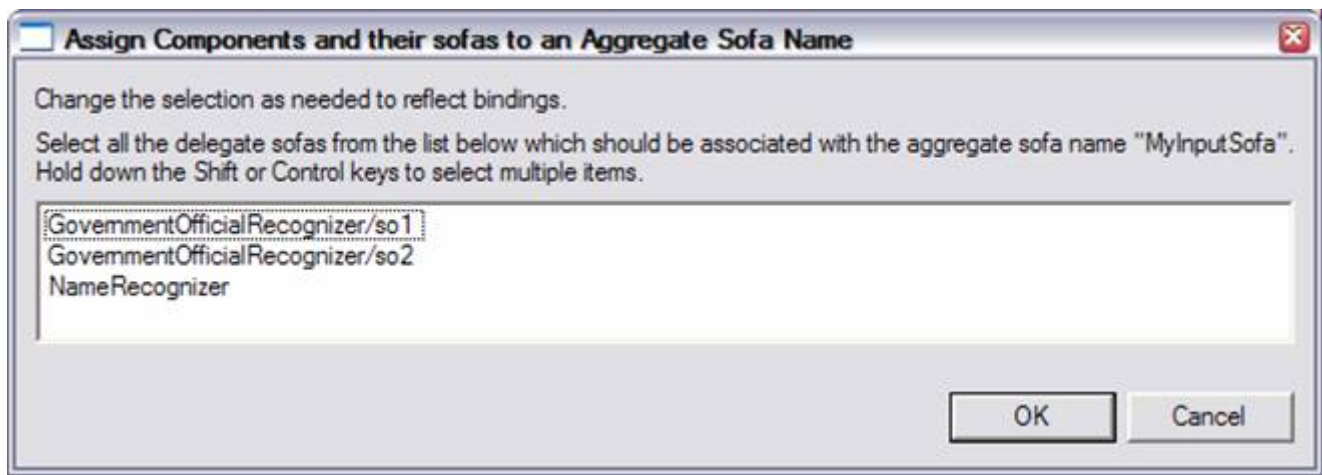 Assign Components and their sofas to an Aggregate Sofa Name
Change the selection as needed to reflect bindings.
Select all the delegate sofas from the list below which should be associated with the aggregate sofa name "MyInputSofa".
Hold down the Shift or Control keys to select multiple items.
GovernmentOfficialRecognizer/so1
GovernmentOfficialRecognizer/so2
NameRecognizer
OK
Cancel